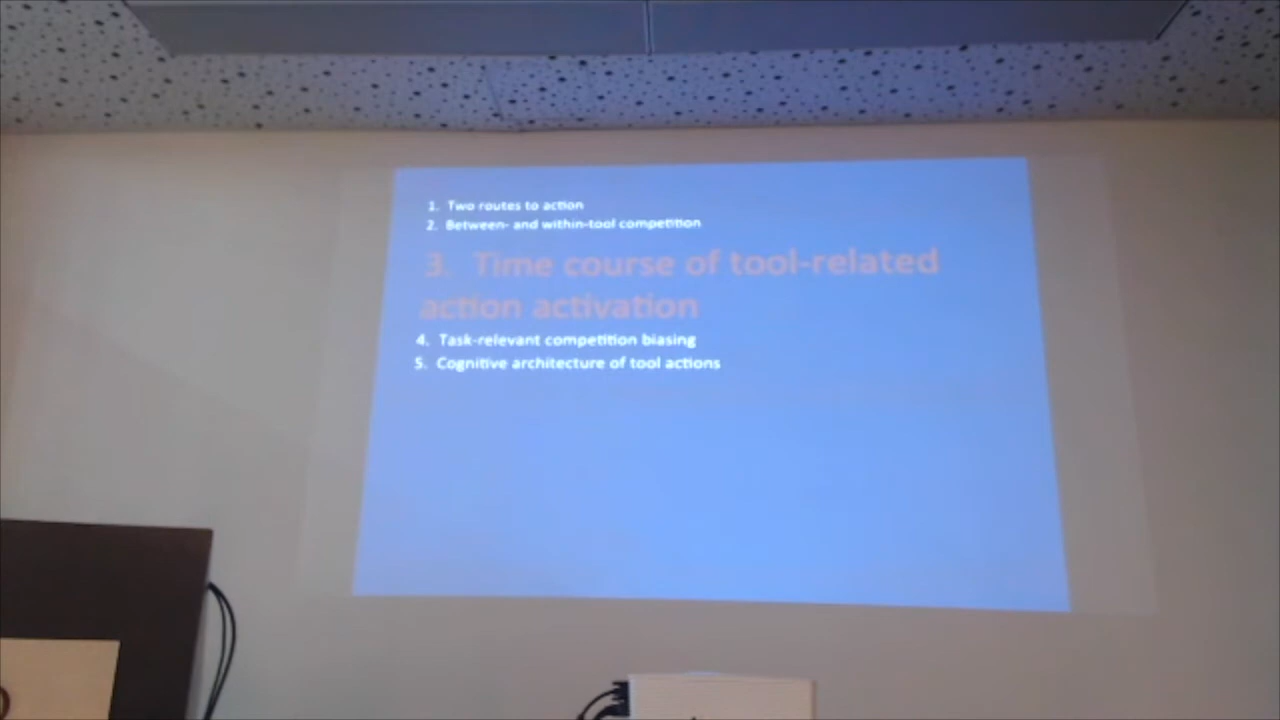 1. Two routes to action
2. Between- and within-tool competition
3. Time course of tool-related
action activation
4. Task-relevant competition biasing
5. Cognitive architecture of tool actions